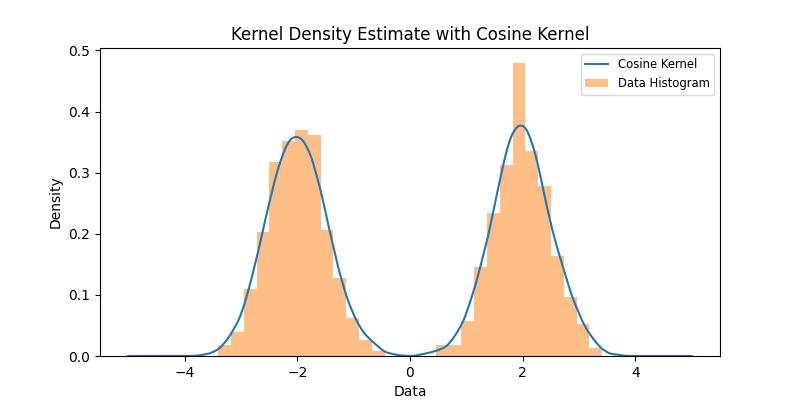 Kernel Density Estimate with Cosine Kernel
Cosine Kernel
Data Histogram
Density
0.5
0.4
0.3
0.2
0.1
0.0
−4
−2
0
2
4
Data